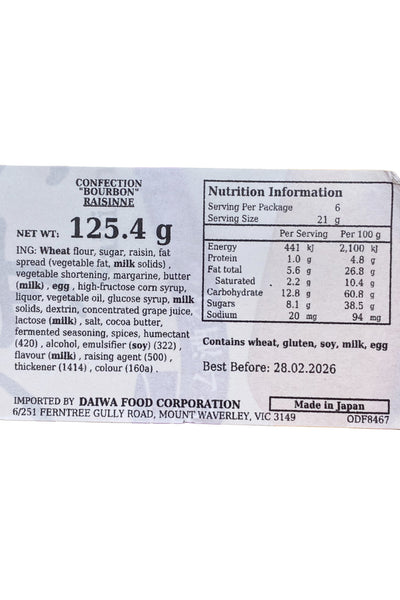 CONFECTION
"BOURBON"
RAISINNE
NET WT: 125.4 g
ING: Wheat flour, sugar, raisin, fat
spread (vegetable fat, milk solids) ,
vegetable shortening, margarine, butter
(milk) , egg , high-fructose corn syrup,
liquor, vegetable oil, glucose syrup, milk
solids, dextrin, concentrated grape juice,
lactose (milk) , salt, cocoa butter,
fermented seasoning, spices, humectant
(420) , alcohol, emulsifier (soy) (322) ,
flavour (milk) , raising agent (500) ,
thickener (1414) , colour (160a) .
Nutrition Information
Serving Per Package 6
Serving Size 21 g
Per Serving Per 100 g
Energy 441 kJ 2,100 kJ
Protein 1.0 g 4.8 g
Fat total 5.6 g 26.8 g
Saturated 2.2 g 10.4 g
Carbohydrate 12.8 g 60.8 g
Sugars 8.1 g 38.5 g
Sodium 20 mg 94 mg
Contains wheat, gluten, soy, milk, egg
Best Before: 28.02.2026
IMPORTED BY DAIWA FOOD CORPORATION
6/251 FERNTREE GULLY ROAD, MOUNT WAVERLEY, VIC 3149
Made in Japan
ODF8467